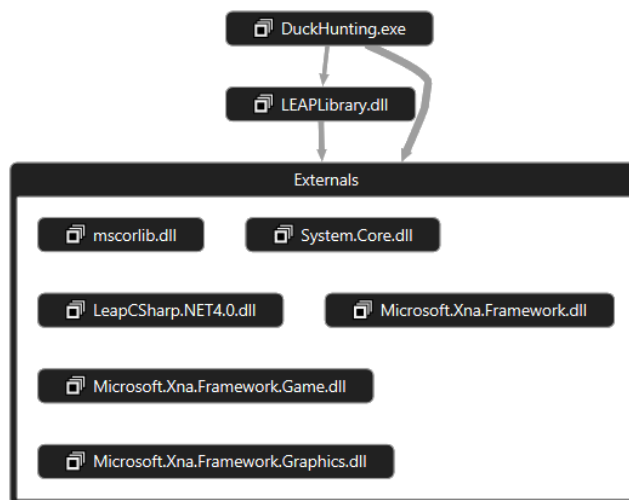 DuckHunting.exe
LEAPLibrary.dll
Externals
mscorlib.dll System.Core.dll
LeapCSharp.NET4.0.dll Microsoft.Xna.Framework.dll
Microsoft.Xna.Framework.Game.dll
Microsoft.Xna.Framework.Graphics.dll